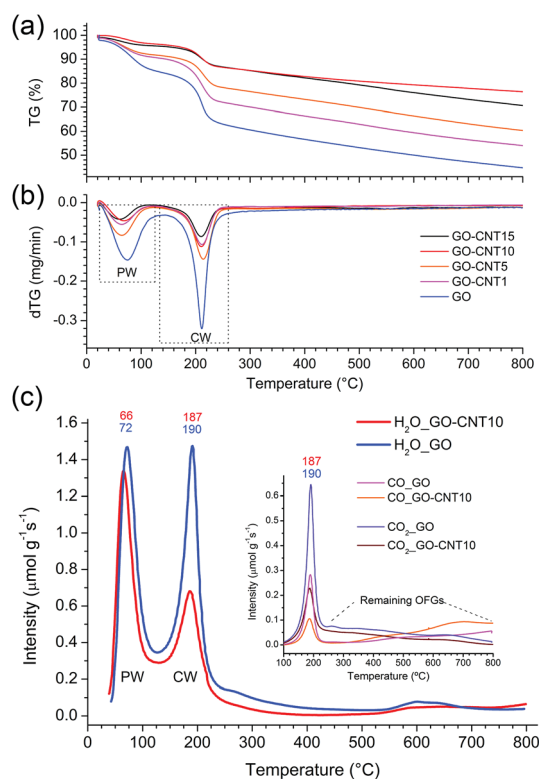 (a)
100
90
80
70
60
50
TG (%)
(b)
0.0
-0.1
-0.2
-0.3
dTG (mg/min)
PW
CW
GO-CNT15
GO-CNT10
GO-CNT5
GO-CNT1
GO
0 100 200 300 400 500 600 700 800
Temperature (°C)
(c)
1.6
1.4
1.2
1.0
0.8
0.6
0.4
0.2
0.0
Intensity (μmol g⁻¹s⁻¹)
66
72
187
190
PW
CW
H₂O_GO-CNT10
H₂O_GO
187
190
CO_GO
CO_GO-CNT10
CO₂_GO
CO₂_GO-CNT10
0.6
0.5
0.4
0.3
0.2
0.1
0.0
Intensity (μmol g⁻¹s⁻¹)
Remaining OFGs
100 200 300 400 500 600 700 800
Temperature (ºC)
0 100 200 300 400 500 600 700 800
Temperature (°C)